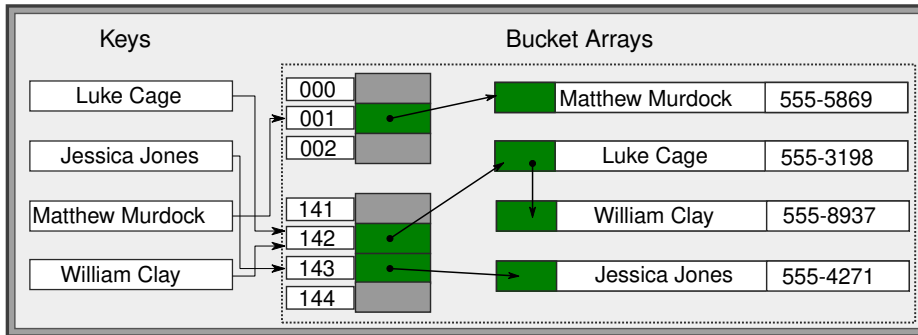 Keys
Bucket Arrays
Luke Cage
Jessica Jones
Matthew Murdock
William Clay
000
001
002
141
142
143
144
Matthew Murdock 555-5869
Luke Cage 555-3198
William Clay 555-8937
Jessica Jones 555-4271